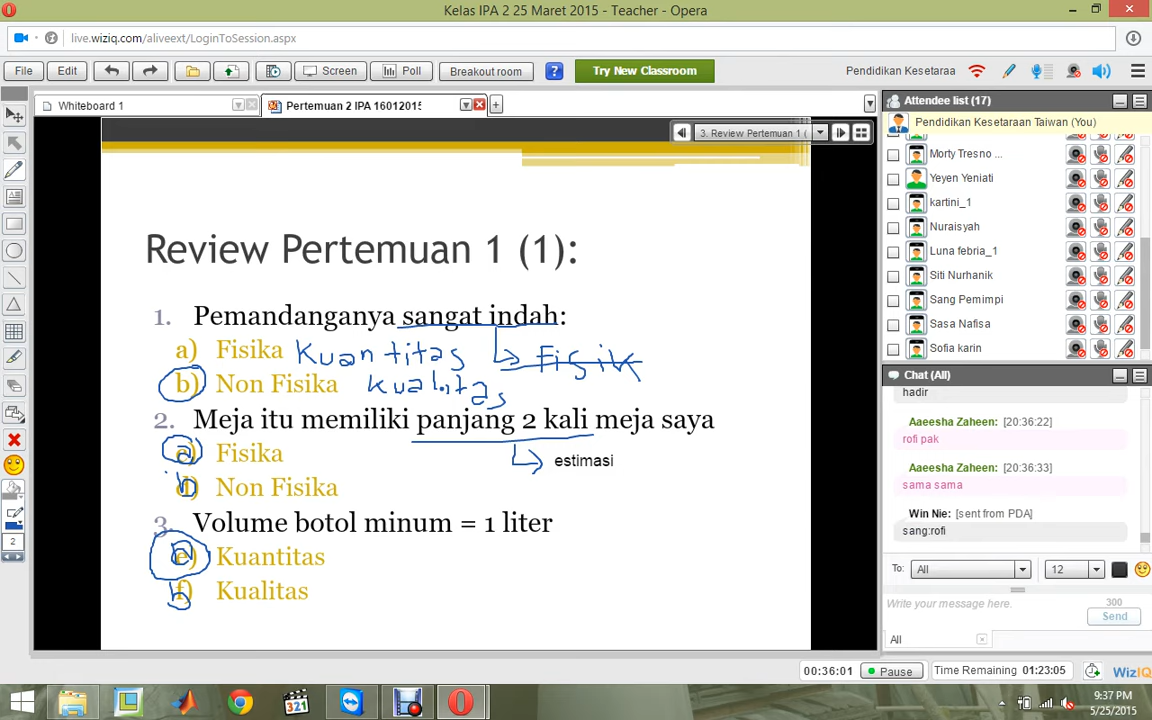 Kelas IPA 2 25 Maret 2015 - Teacher - Opera
live.wiziq.com/aliveext/LoginToSession.aspx
File Edit Screen Poll Breakout room ? Try New Classroom Pendidikan Kesetaraa
Whiteboard 1 Pertemuan 2 IPA 16012015
Attendee list (17)
Pendidikan Kesetaraan Taiwan (You)
3. Review Pertemuan 1 (
Morty Tresno ...
Yeyen Yeniati
kartini_1
Nuraisyah
Luna febria_1
Siti Nurhanik
Sang Pemimpi
Sasa Nafisa
Sofia karin
Review Pertemuan 1 (1):
1. Pemandanganya sangat indah:
a) Fisika Kuantitas Fisik
b) Non Fisika kualitas
2. Meja itu memiliki panjang 2 kali meja saya
a Fisika
estimasi
b Non Fisika
3. Volume botol minum = 1 liter
a Kuantitas
b Kualitas
Chat (All)
hadir
Aaeesha Zaheen: [20:36:22]
rofi pak
Aaeesha Zaheen: [20:36:33]
sama sama
Win Nie: [sent from PDA]
sang:rofi
To: All 12
Write your message here.
300
Send
All
00:36:01 Pause Time Remaining 01:23:05 WizIQ
2
321
9:37 PM
5/25/2015